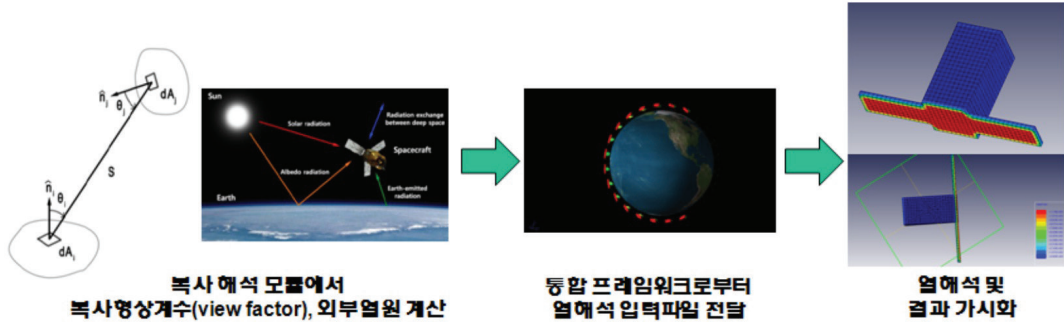 n̂ⱼ
θⱼ
dAⱼ
S
n̂ᵢ
θᵢ
dAᵢ
Sun
Solar radiation
Radiation exchange
between deep space
Spacecraft
Albedo radiation
Earth-emitted
radiation
Earth
복사 해석 모듈에서
복사형상계수(view factor), 외부열원 계산
통합 프레임워크로부터
열해석 입력파일 전달
열해석 및
결과 가시화